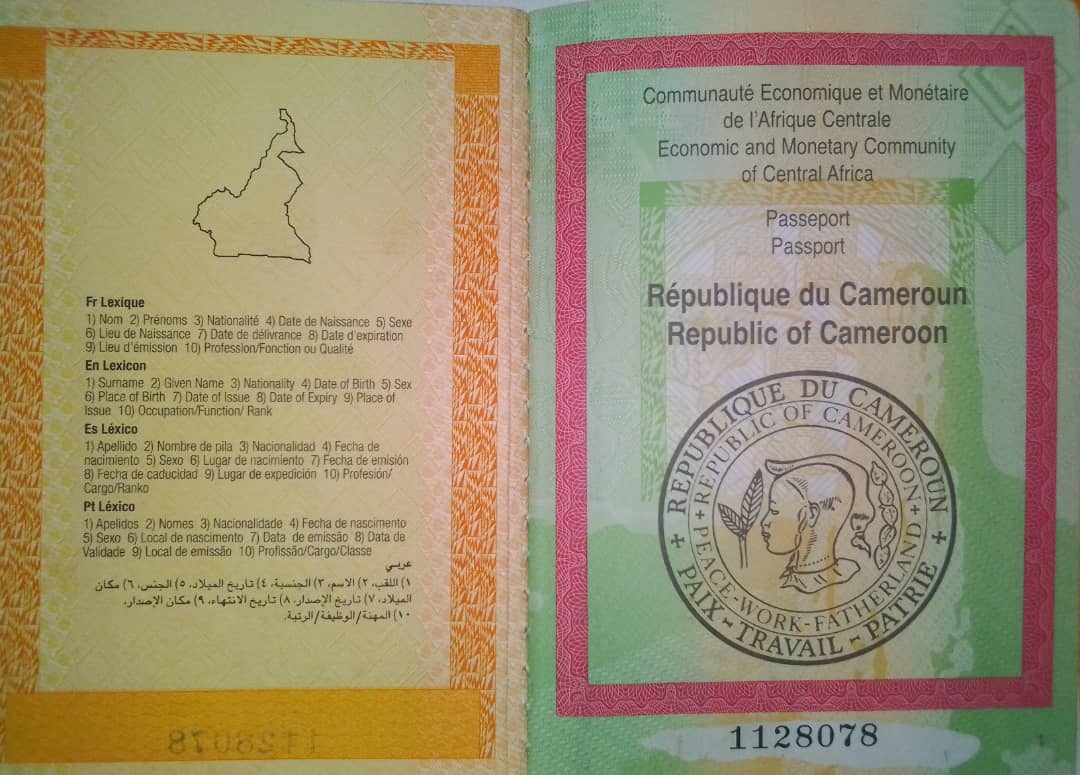 Fr Lexique
1) Nom 2) Prénoms 3) Nationalité 4) Date de Naissance 5) Sexe
6) Lieu de Naissance 7) Date de délivrance 8) Date d'expiration
9) Lieu d'émission 10) Profession/Fonction ou Qualité
En Lexicon
1) Surname 2) Given Name 3) Nationality 4) Date of Birth 5) Sex
6) Place of Birth 7) Date of Issue 8) Date of Expiry 9) Place of
Issue 10) Occupation/Function/ Rank
Es Léxico
1) Apellido 2) Nombre de pila 3) Nacionalidad 4) Fecha de
nacimiento 5) Sexo 6) Lugar de nacimiento 7) Fecha de emisión
8) Fecha de caducidad 9) Lugar de expedición 10) Profesión/
Cargo/Ranko
Pt Léxico
1) Apelidos 2) Nomes 3) Nacionalidade 4) Fecha de nascimento
5) Sexo 6) Local de nascimento 7) Data de emissão 8) Data de
Validade 9) Local de emissão 10) Profissão/Cargo/Classe
عربي
١) اللقب، ٢) الاسم، ٣) الجنسية، ٤) تاريخ الميلاد، ٥) الجنس، ٦) مكان
الميلاد، ٧) تاريخ الإصدار، ٨) تاريخ الانتهاء، ٩) مكان الإصدار،
١٠) المهنة/الوظيفة/الرتبة.
1128078
Communauté Economique et Monétaire
de l'Afrique Centrale
Economic and Monetary Community
of Central Africa
Passeport
Passport
République du Cameroun
Republic of Cameroon
RÉPUBLIQUE DU CAMEROUN
REPUBLIC OF CAMEROON
PEACE-WORK-FATHERLAND
PAIX-TRAVAIL-PATRIE
1128078
1